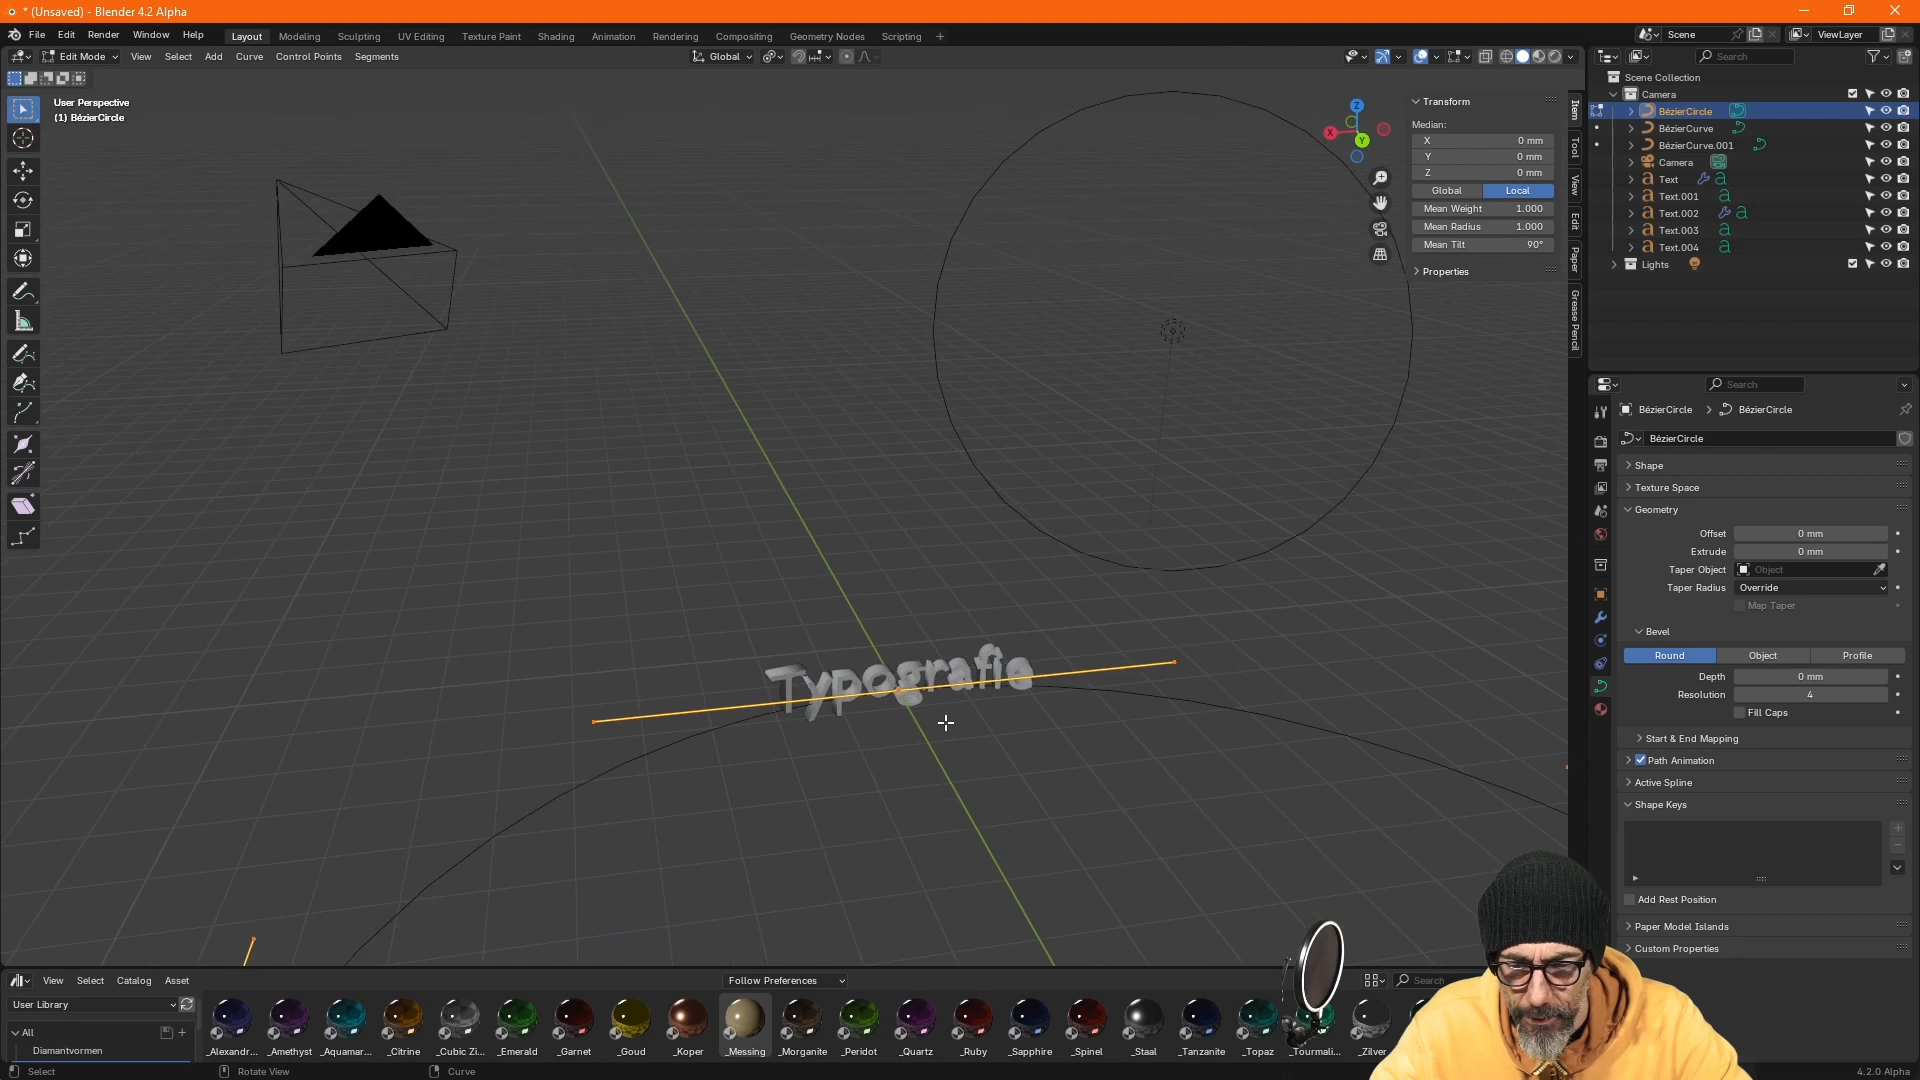 * (Unsaved) - Blender 4.2 Alpha
File Edit Render Window Help Layout Modeling Sculpting UV Editing Texture Paint Shading Animation Rendering Compositing Geometry Nodes Scripting + Scene ViewLayer
Edit Mode View Select Add Curve Control Points Segments Global Search
User Perspective
(1) BézierCircle
Typografie
Z
X
Y
Transform
Median:
X 0 mm
Y 0 mm
Z 0 mm
Global Local
Mean Weight 1.000
Mean Radius 1.000
Mean Tilt 90°
Properties
Item
Tool
View
Edit
Paper
Grease Pencil
Scene Collection
Camera
BézierCircle
BézierCurve
BézierCurve.001
Camera
Text
Text.001
Text.002
Text.003
Text.004
Lights
Search
BézierCircle BézierCircle
BézierCircle
Shape
Texture Space
Geometry
Offset 0 mm
Extrude 0 mm
Taper Object Object
Taper Radius Override
Map Taper
Bevel
Round Object Profile
Depth 0 mm
Resolution 4
Fill Caps
Start & End Mapping
Path Animation
Active Spline
Shape Keys
Add Rest Position
Paper Model Islands
Custom Properties
View Select Catalog Asset Follow Preferences Search
User Library
All
Diamantvormen
_Alexandr... _Amethyst _Aquamar... _Citrine _Cubic Zi... _Emerald _Garnet _Goud _Koper _Messing _Morganite _Peridot _Quartz _Ruby _Sapphire _Spinel _Staal _Tanzanite _Topaz _Tourmali... _Zilver
Select Rotate View Curve 4.2.0 Alpha